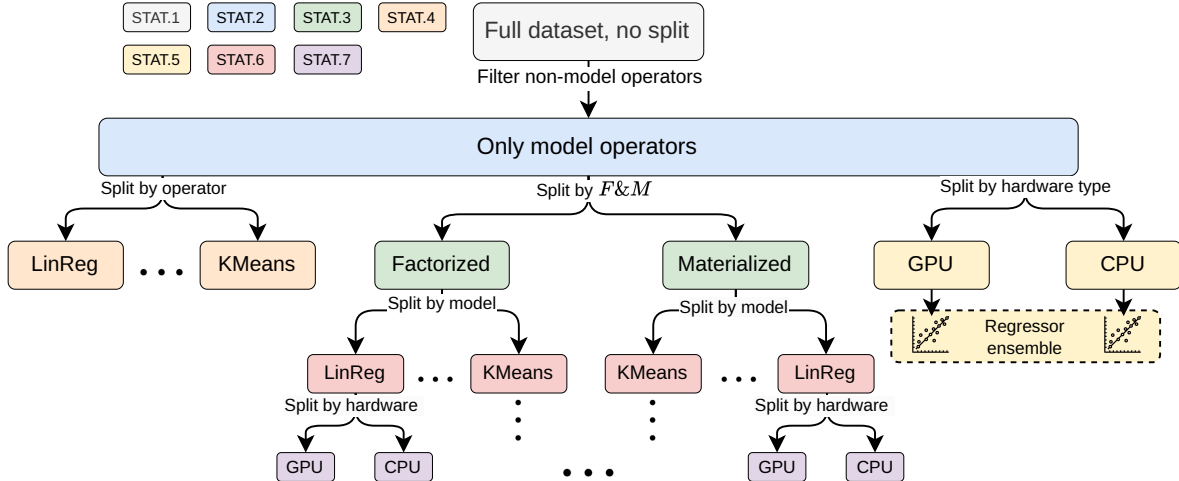 STAT.1 STAT.2 STAT.3 STAT.4
STAT.5 STAT.6 STAT.7
Full dataset, no split
Filter non-model operators
Only model operators
Split by operator
Split by F&M
Split by hardware type
LinReg
KMeans
Factorized
Materialized
GPU
CPU
Split by model
Split by model
Regressor
ensemble
LinReg
KMeans
KMeans
LinReg
Split by hardware
Split by hardware
GPU
CPU
GPU
CPU